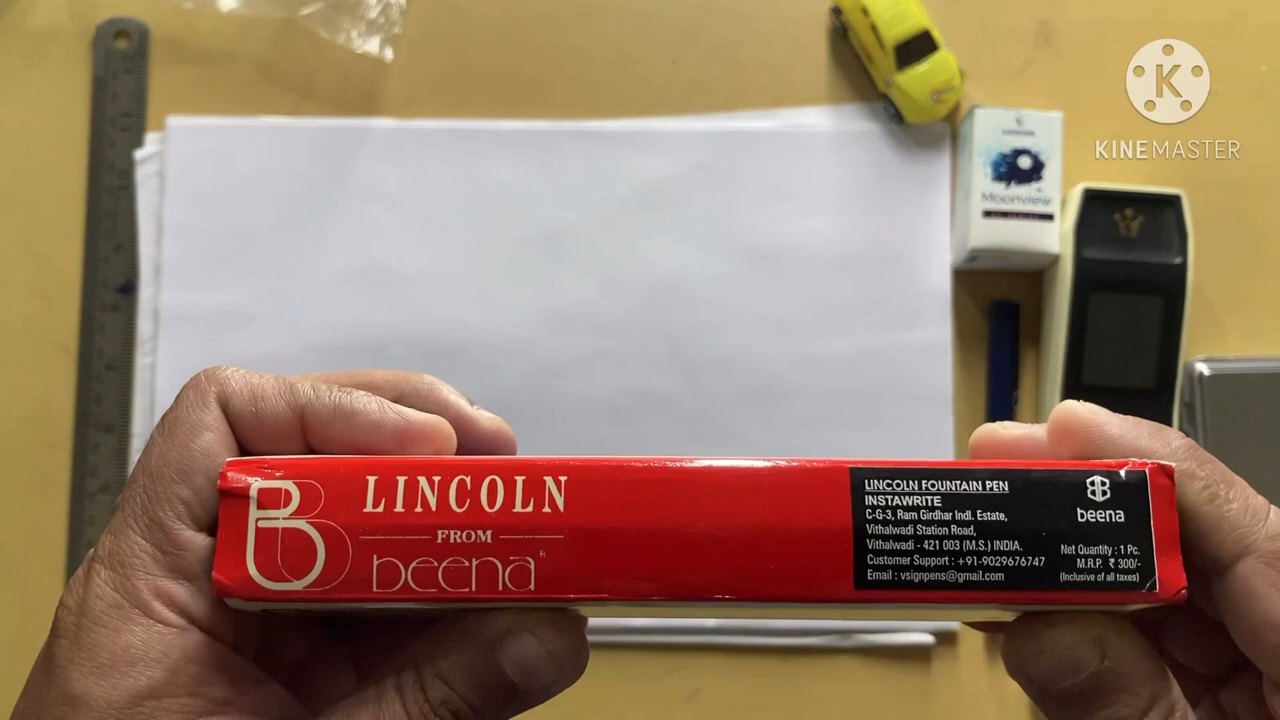 K
KINEMASTER
Moonview
LINCOLN
FROM
beena
R
LINCOLN FOUNTAIN PEN
INSTAWRITE
C-G-3, Ram Girdhar Indl. Estate,
Vithalwadi Station Road,
Vithalwadi - 421 003 (M.S.) INDIA.
Customer Support : +91-9029676747
Email : vsignpens@gmail.com
beena
Net Quantity : 1 Pc.
M.R.P. ₹ 300/-
(Inclusive of all taxes)